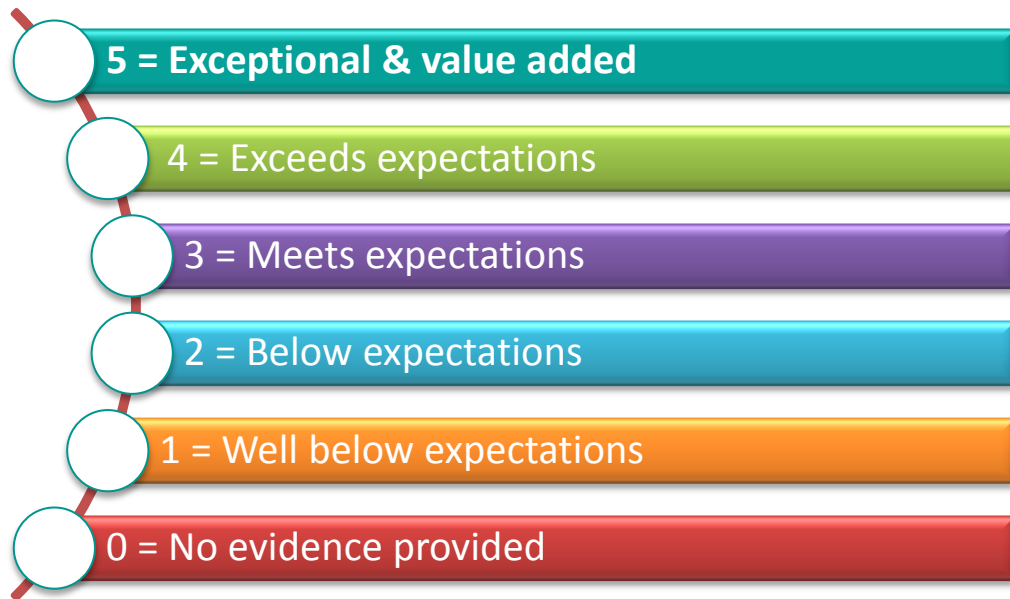 5 = Exceptional & value added
4 = Exceeds expectations
3 = Meets expectations
2 = Below expectations
1 = Well below expectations
0 = No evidence provided